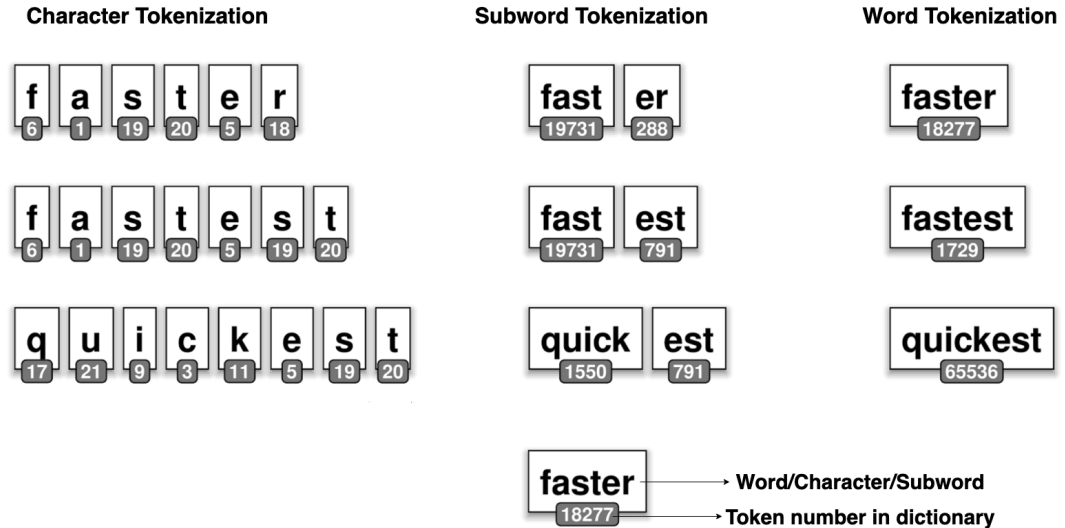 Character Tokenization Subword Tokenization Word Tokenization
f a s t e r fast er faster
6 1 19 20 5 18 19731 288 18277
f a s t e s t fast est fastest
6 1 19 20 5 19 20 19731 791 1729
q u i c k e s t quick est quickest
17 21 9 3 11 5 19 20 1550 791 65536
faster Word/Character/Subword
18277 Token number in dictionary